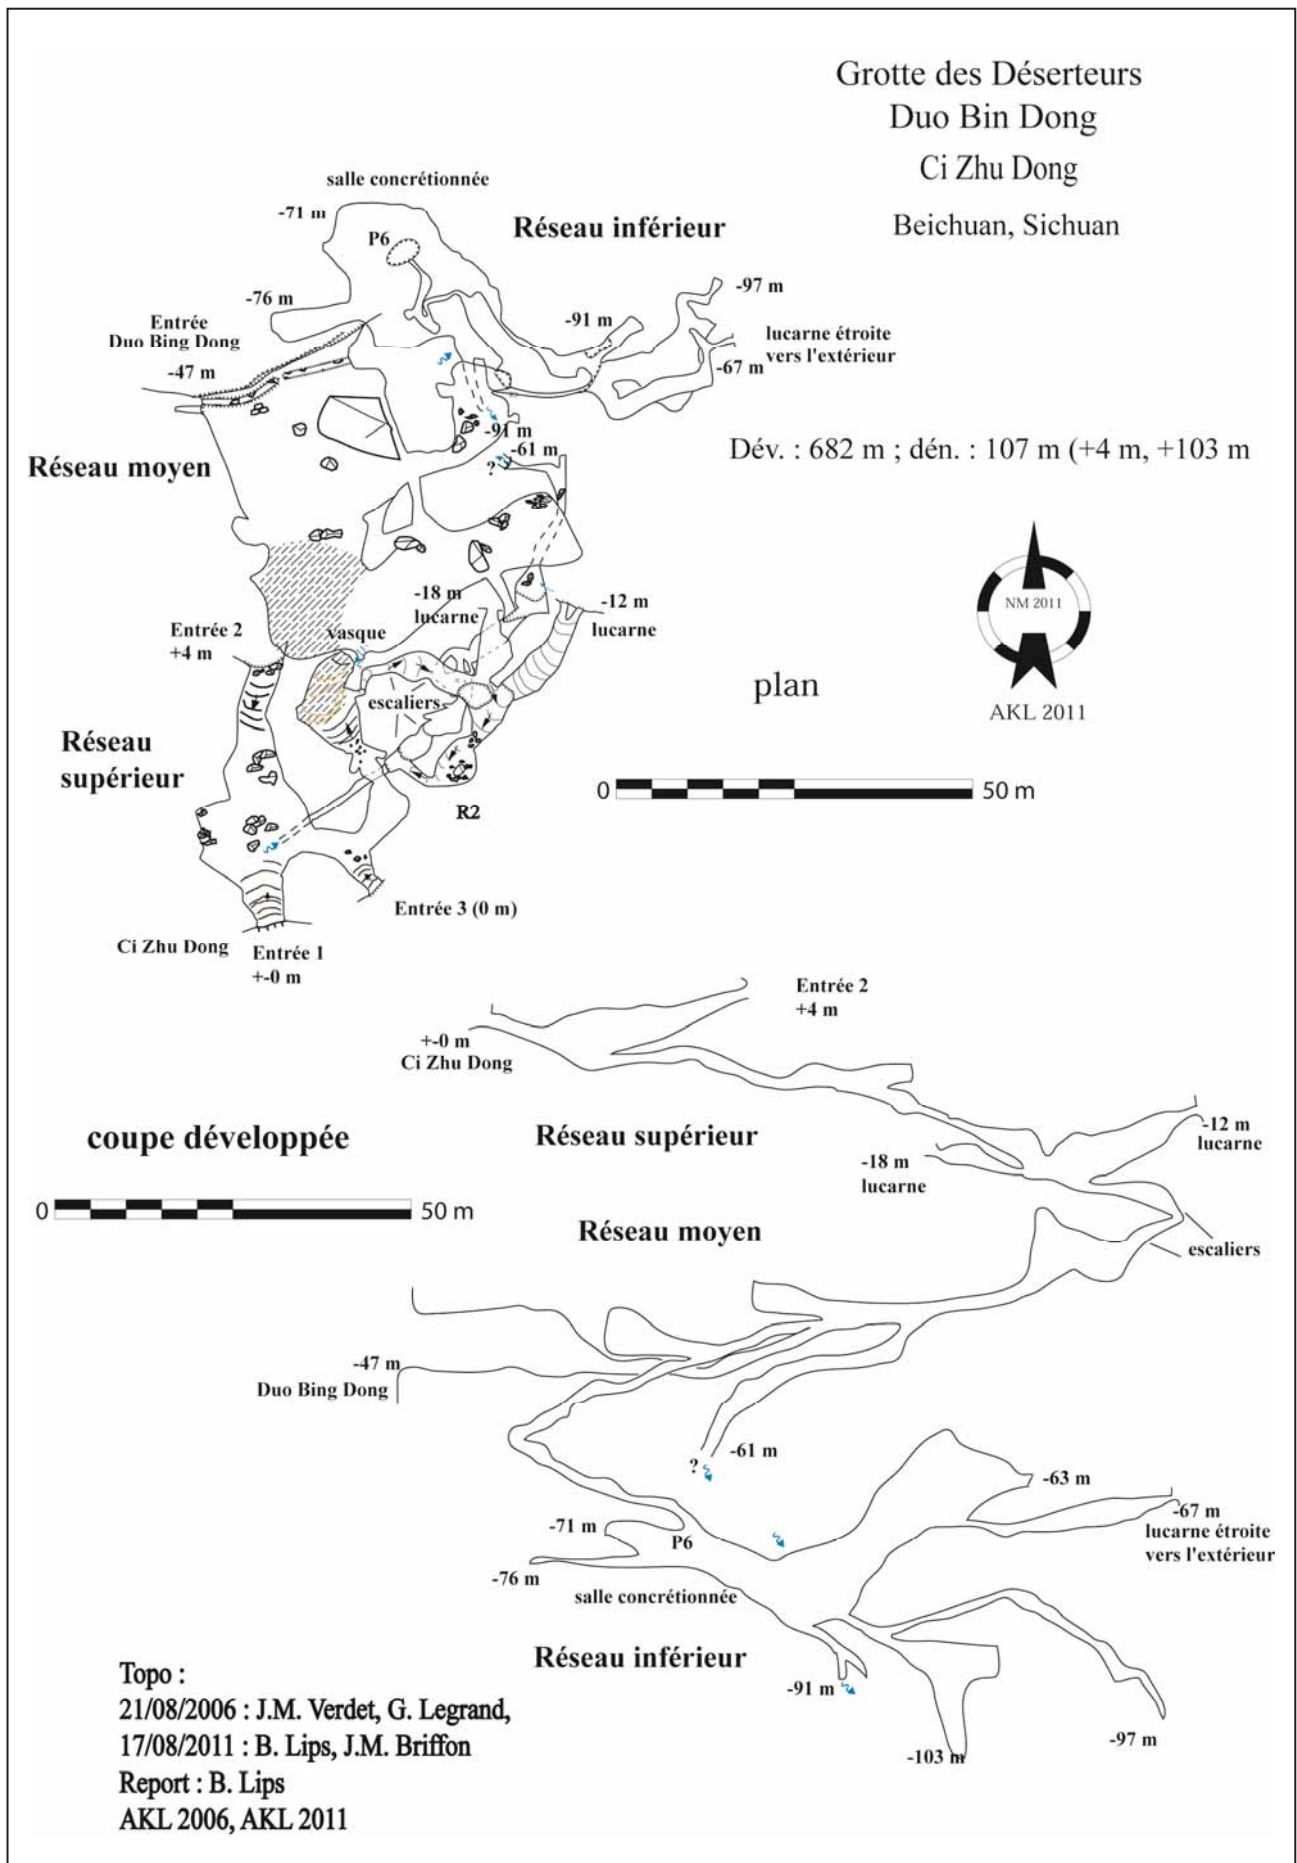 Grotte des Déserteurs
Duo Bin Dong
Ci Zhu Dong
Beichuan, Sichuan
salle concrétionnée
-71 m
Réseau inférieur
P6
-76 m
-97 m
Entrée
Duo Bing Dong
-91 m
lucarne étroite
vers l'extérieur
-47 m
-67 m
-91 m
Dév. : 682 m ; dén. : 107 m (+4 m, +103 m
Réseau moyen
-61 m
?
-18 m
lucarne
-12 m
lucarne
NM 2011
Entrée 2
+4 m
vasque
escaliers
plan
AKL 2011
Réseau
supérieur
0
50 m
R2
Entrée 3 (0 m)
Ci Zhu Dong
Entrée 1
+-0 m
Entrée 2
+4 m
+-0 m
Ci Zhu Dong
coupe développée
Réseau supérieur
-12 m
lucarne
-18 m
lucarne
0
50 m
Réseau moyen
escaliers
-47 m
Duo Bing Dong
-61 m
?
-63 m
-67 m
lucarne étroite
vers l'extérieur
-71 m
P6
-76 m
salle concrétionnée
Réseau inférieur
-91 m
-97 m
-103 m
Topo :
21/08/2006 : J.M. Verdet, G. Legrand,
17/08/2011 : B. Lips, J.M. Briffon
Report : B. Lips
AKL 2006, AKL 2011